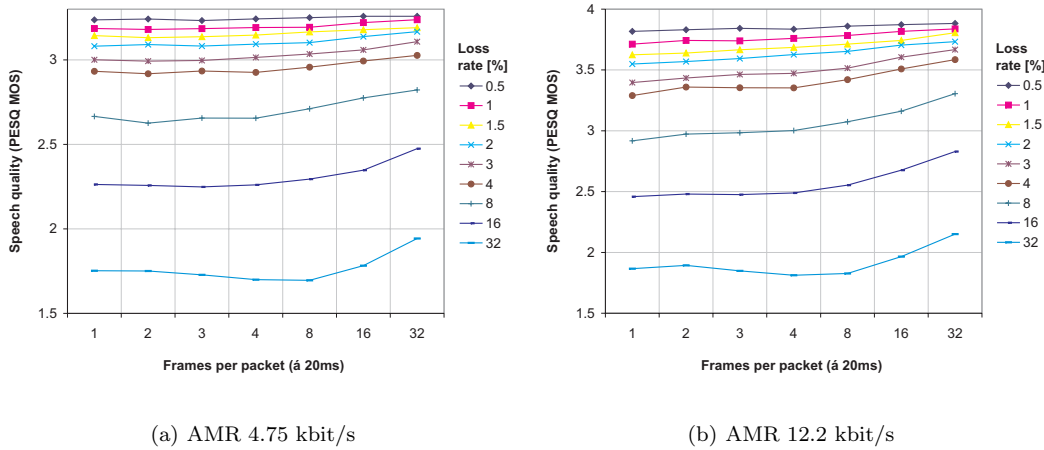 Speech quality (PESQ MOS)
3
2.5
2
1.5
1 2 3 4 8 16 32
Frames per packet (á 20ms)
Loss
rate [%]
0.5
1
1.5
2
3
4
8
16
32
(a) AMR 4.75 kbit/s
Speech quality (PESQ MOS)
4
3.5
3
2.5
2
1.5
1 2 3 4 8 16 32
Frames per packet (á 20ms)
Loss
rate [%]
0.5
1
1.5
2
3
4
8
16
32
(b) AMR 12.2 kbit/s